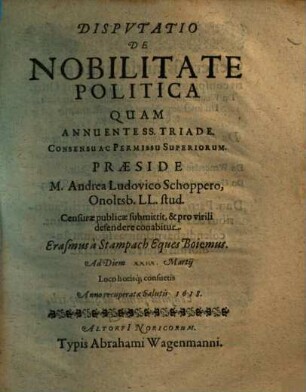 DISPVTATIO
DE
NOBILITATE
POLITICA
QUAM
ANNUENTE SS. TRIADE,
CONSENSU AC PERMISSU SUPERIORUM.
PRÆSIDE
M. Andrea Ludovico Schoppero,
Onoltsb. LL. stud.
Censuræ publicæ submittit, & pro virili
defendere conabitur
Erasmus à Stampach Eques Boiemus.
Ad Diem Martij
Loco horisq; consuetis
Anno recuperatæ Salutis 1618.
ALTORFI NORICORUM.
Typis Abrahami Wagenmanni.